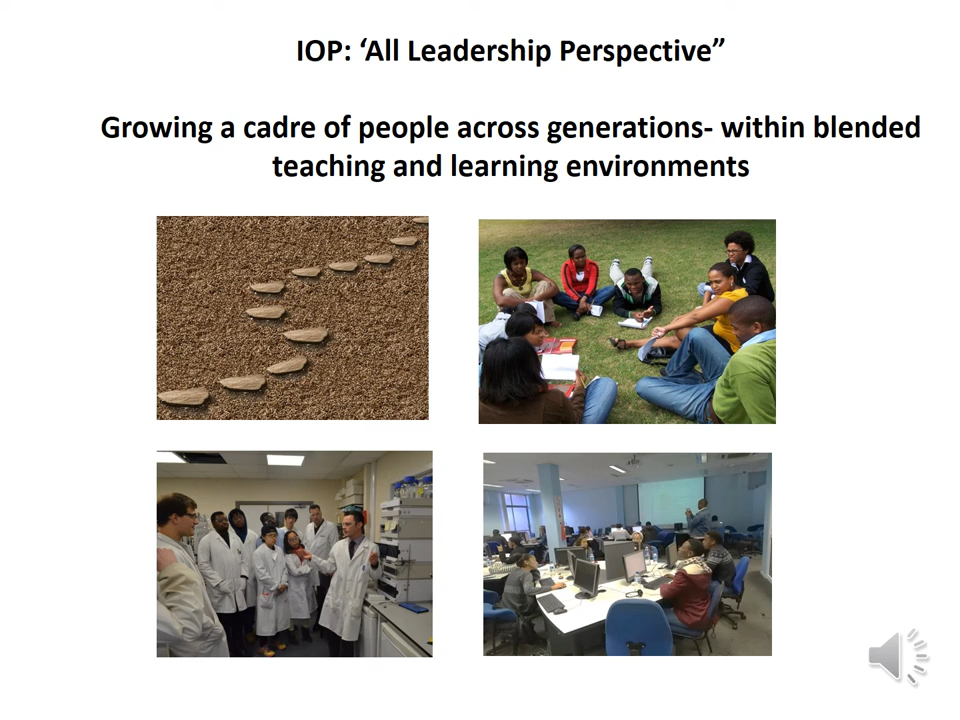 IOP: ‘All Leadership Perspective”
Growing a cadre of people across generations- within blended
teaching and learning environments